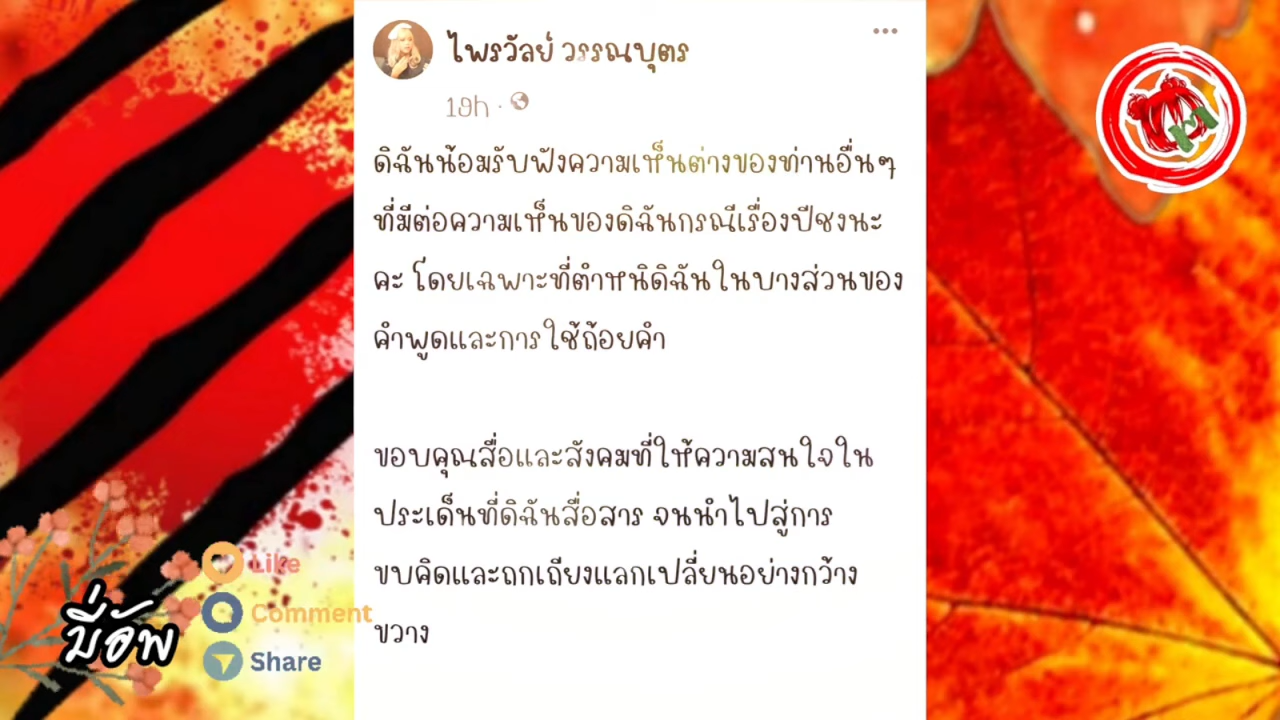 ไพรวัลย์ วรรณบุตร
19h ·
ดิฉันน้อมรับฟังความเห็นต่างของท่านอื่นๆ
ที่มีต่อความเห็นของดิฉันกรณีเรื่องปีชงนะ
คะ โดยเฉพาะที่ตำหนิดิฉันในบางส่วนของ
คำพูดและการใช้ถ้อยคำ
ขอบคุณสื่อและสังคมที่ให้ความสนใจใน
ประเด็นที่ดิฉันสื่อสาร จนนำไปสู่การ
ขบคิดและถกเถียงแลกเปลี่ยนอย่างกว้าง
ขวาง
Like
Comment
Share
บี่อัพ